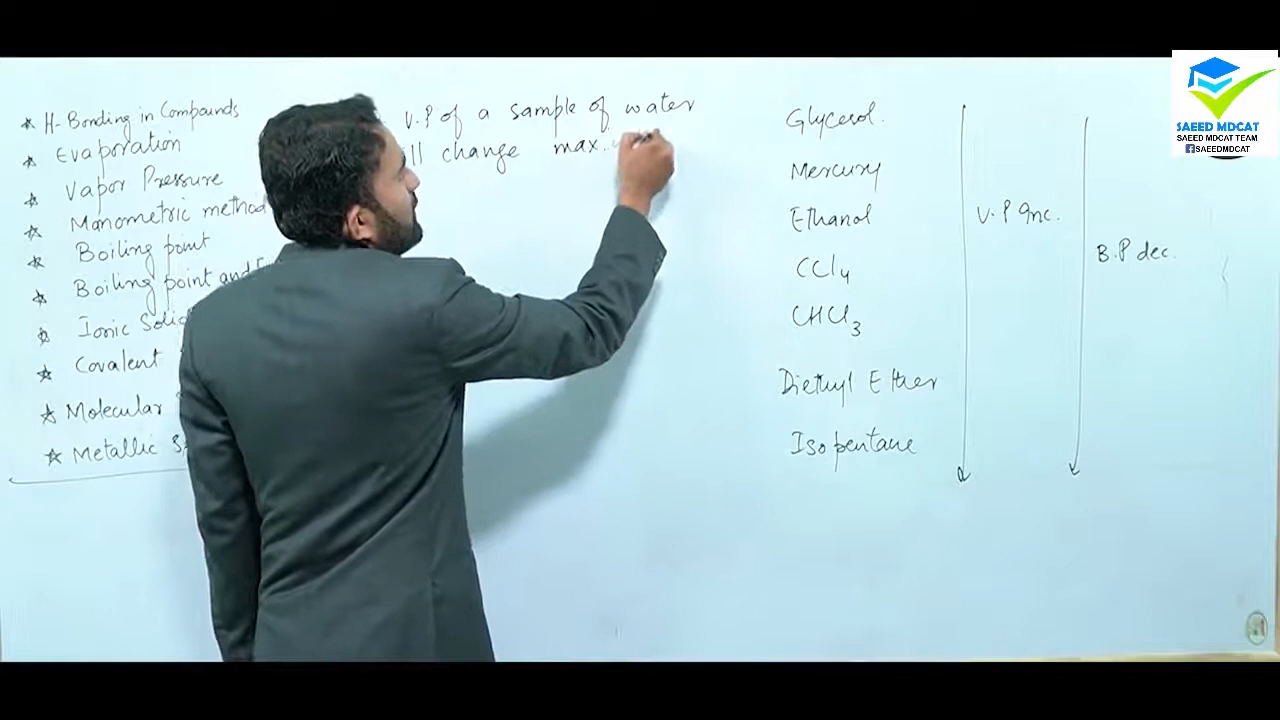 H-Bonding in Compounds
Evaporation
Vapor Pressure
Manometric method
Boiling point
Boiling point and
Ionic Solid
Covalent
Molecular
Metallic
V.P of a sample of water
ll change max.
Glycerol.
Mercury
Ethanol
CCl4
CHCl3
Diethyl Ether
Isopentane
V.P Inc.
B.P dec.
SAEED MDCAT
SAEED MDCAT TEAM
SAEEDMDCAT